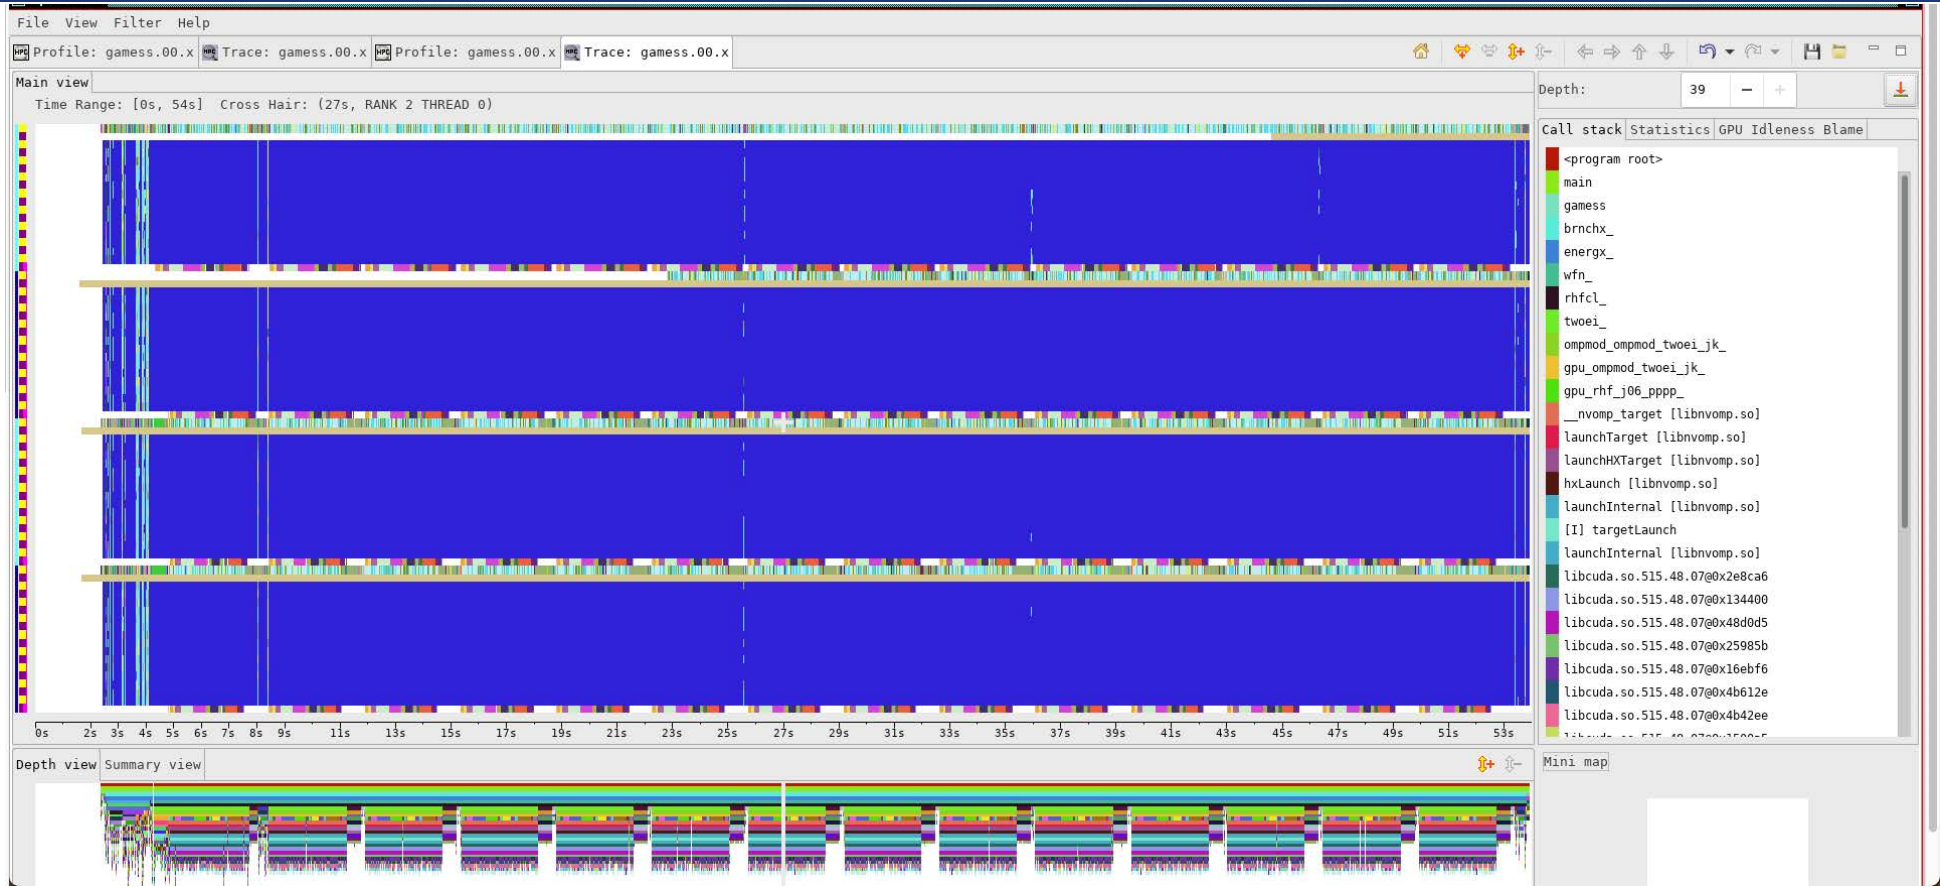 File View Filter Help
Profile: gamess.00.x Trace: gamess.00.x Profile: gamess.00.x Trace: gamess.00.x
Main view
Time Range: [0s, 54s] Cross Hair: (27s, RANK 2 THREAD 0)
0s 2s 3s 4s 5s 6s 7s 8s 9s 11s 13s 15s 17s 19s 21s 23s 25s 27s 29s 31s 33s 35s 37s 39s 41s 43s 45s 47s 49s 51s 53s
Depth view Summary view
Depth: 39
Call stack Statistics GPU Idleness Blame
<program root>
main
gamess
brnchx_
energx_
wfn_
rhfcl_
twoei_
ompmod_ompmod_twoei_jk_
gpu_ompmod_twoei_jk_
gpu_rhf_j06_pppp_
__nvomp_target [libnvomp.so]
launchTarget [libnvomp.so]
launchHXTarget [libnvomp.so]
hxLaunch [libnvomp.so]
launchInternal [libnvomp.so]
[I] targetLaunch
launchInternal [libnvomp.so]
libcuda.so.515.48.07@0x2e8ca6
libcuda.so.515.48.07@0x134400
libcuda.so.515.48.07@0x48d0d5
libcuda.so.515.48.07@0x25985b
libcuda.so.515.48.07@0x16ebf6
libcuda.so.515.48.07@0x4b612e
libcuda.so.515.48.07@0x4b42ee
Mini map